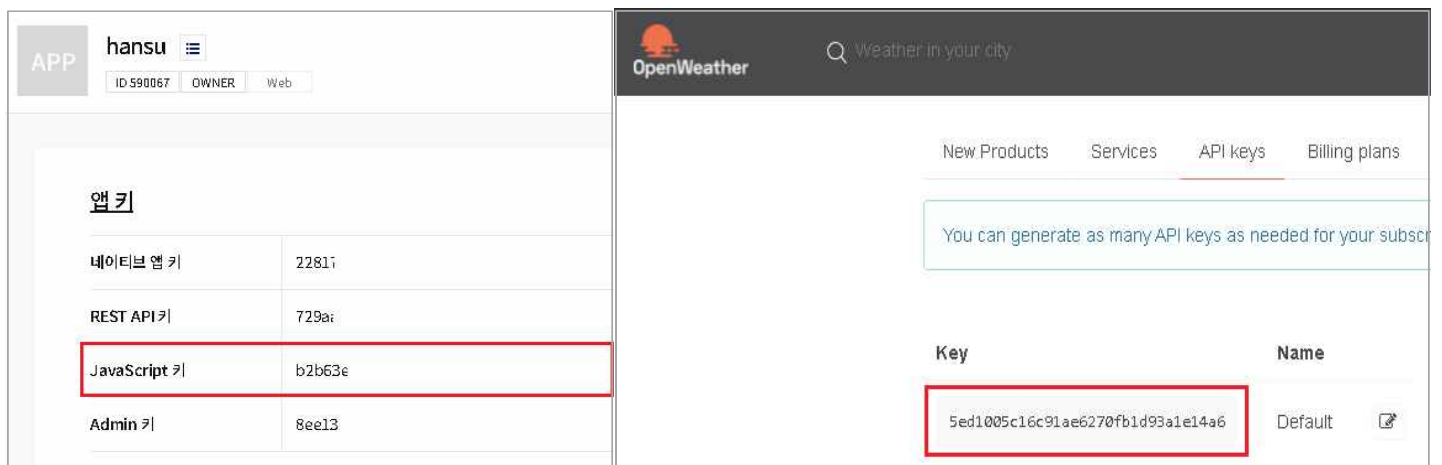 APP
hansu
ID 590067 OWNER Web
앱 키
네이티브 앱 키 22817
REST API 키 729aa
JavaScript 키 b2b63e
Admin 키 8ee13
OpenWeather
Weather in your city
New Products Services API keys Billing plans
You can generate as many API keys as needed for your subscr
Key Name
5ed1005c16c91ae6270fb1d93a1e14a6 Default